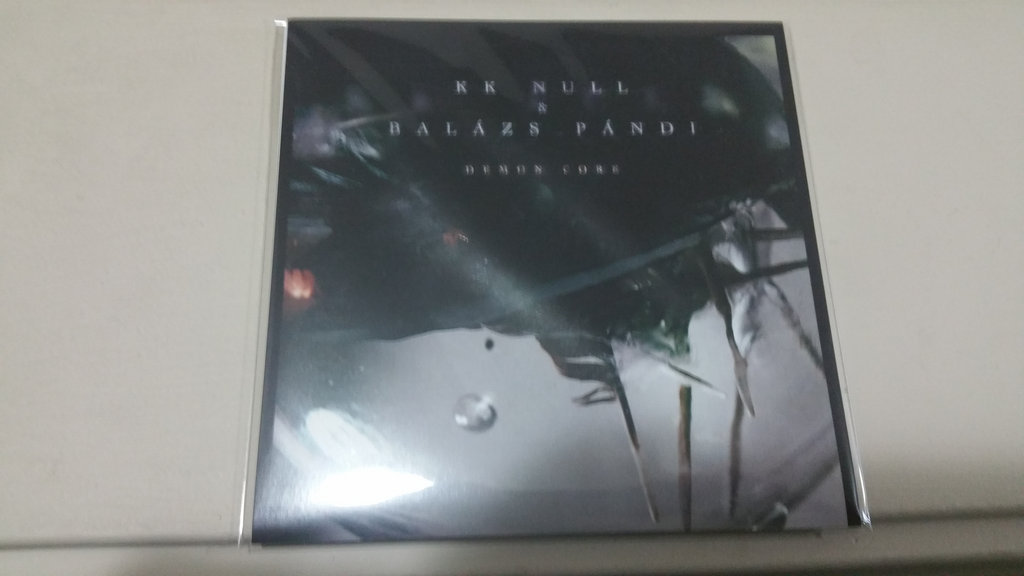 KK NULL
&
BALÁZS PÁNDI
DEMON CORE